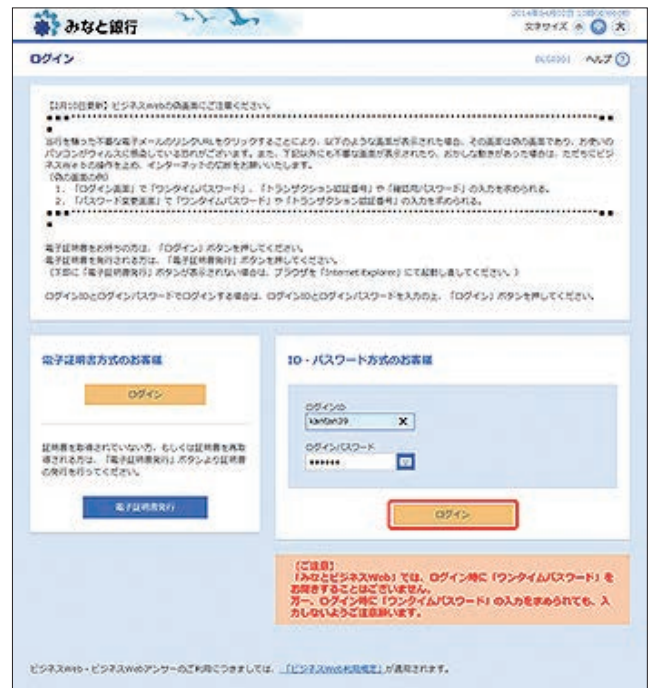 みなと銀行
文字サイズ 小 中 大
ログイン
BLGI001 ヘルプ ?
【2月10日更新】ビジネスWebの偽画面にご注意ください。
当行を騙った不審な電子メールのリンクURLをクリックすることにより、以下のような画面が表示された場合、その画面は偽の画面であり、お使いの
パソコンがウィルスに感染している恐れがございます。また、下記以外にも不審な画面が表示されたり、おかしな動きがあった場合は、ただちにビジ
ネスWebの操作を止め、インターネットの切断をお願いいたします。
(偽の画面の例)
1. 「ログイン画面」で「ワンタイムパスワード」、「トランザクション認証番号」や「確認用パスワード」の入力を求められる。
2. 「パスワード変更画面」で「ワンタイムパスワード」や「トランザクション認証番号」の入力を求められる。
電子証明書をお持ちの方は、「ログイン」ボタンを押してください。
電子証明書を発行される方は、「電子証明書発行」ボタンを押してください。
(下部に「電子証明書発行」ボタンが表示されない場合は、ブラウザを「Internet Explorer」にて起動し直してください。)
ログインIDとログインパスワードでログインする場合は、ログインIDとログインパスワードを入力の上、「ログイン」ボタンを押してください。
電子証明書方式のお客様
ログイン
証明書を取得されていない方、もしくは証明書を再取
得される方は、「電子証明書発行」ボタンより証明書
の発行を行ってください。
電子証明書発行
ID・パスワード方式のお客様
ログインID
kantan39
ログインパスワード
●●●●●●
ログイン
【ご注意】
「みなとビジネスWeb」では、ログイン時に「ワンタイムパスワード」を
お聞きすることはございません。
万一、ログイン時に「ワンタイムパスワード」の入力を求められても、入
力しないようご注意願います。
ビジネスWeb・ビジネスWebアンサーのご利用につきましては、「ビジネスWeb利用規定」が適用されます。